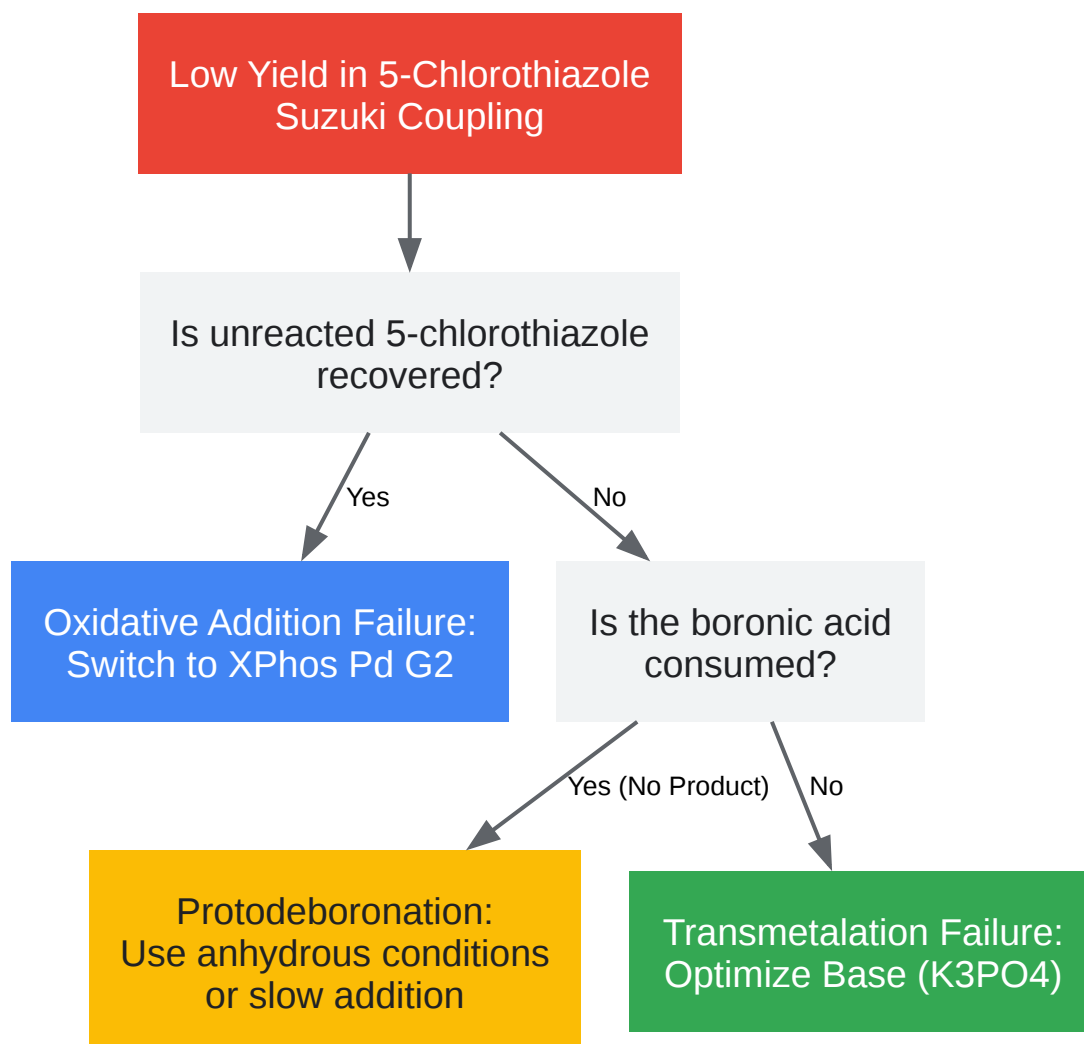 Low Yield in 5-Chlorothiazole
Suzuki Coupling
Is unreacted 5-chlorothiazole
recovered?
Yes
No
Oxidative Addition Failure:
Switch to XPhos Pd G2
Is the boronic acid
consumed?
Yes (No Product)
No
Protodeboronation:
Use anhydrous conditions
or slow addition
Transmetalation Failure:
Optimize Base (K3PO4)